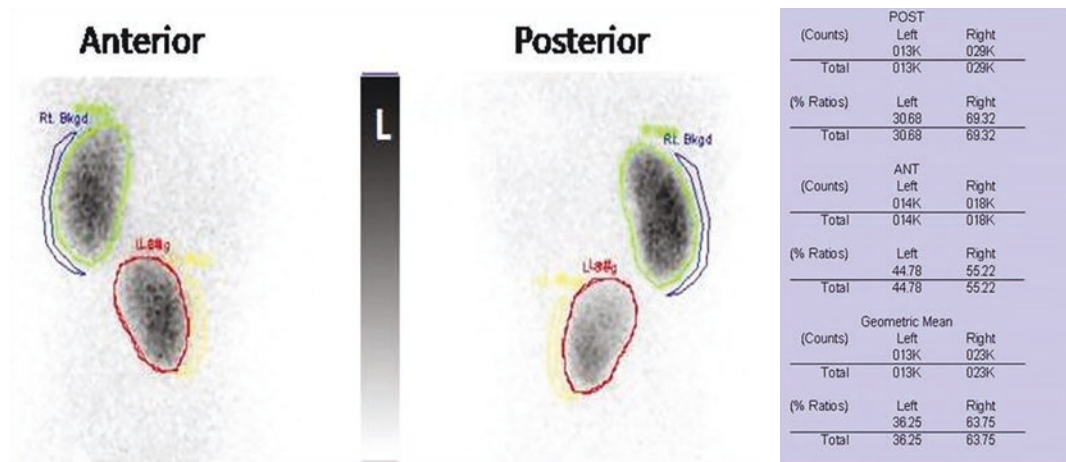 Anterior
Rt. Bkgd
L
Posterior
Rt. Bkgd
POST
(Counts) Left Right
013K 029K
Total 013K 029K
(% Ratios) Left Right
30.68 69.32
Total 30.68 69.32
ANT
(Counts) Left Right
014K 018K
Total 014K 018K
(% Ratios) Left Right
44.78 55.22
Total 44.78 55.22
Geometric Mean
(Counts) Left Right
013K 023K
Total 013K 023K
(% Ratios) Left Right
36.25 63.75
Total 36.25 63.75